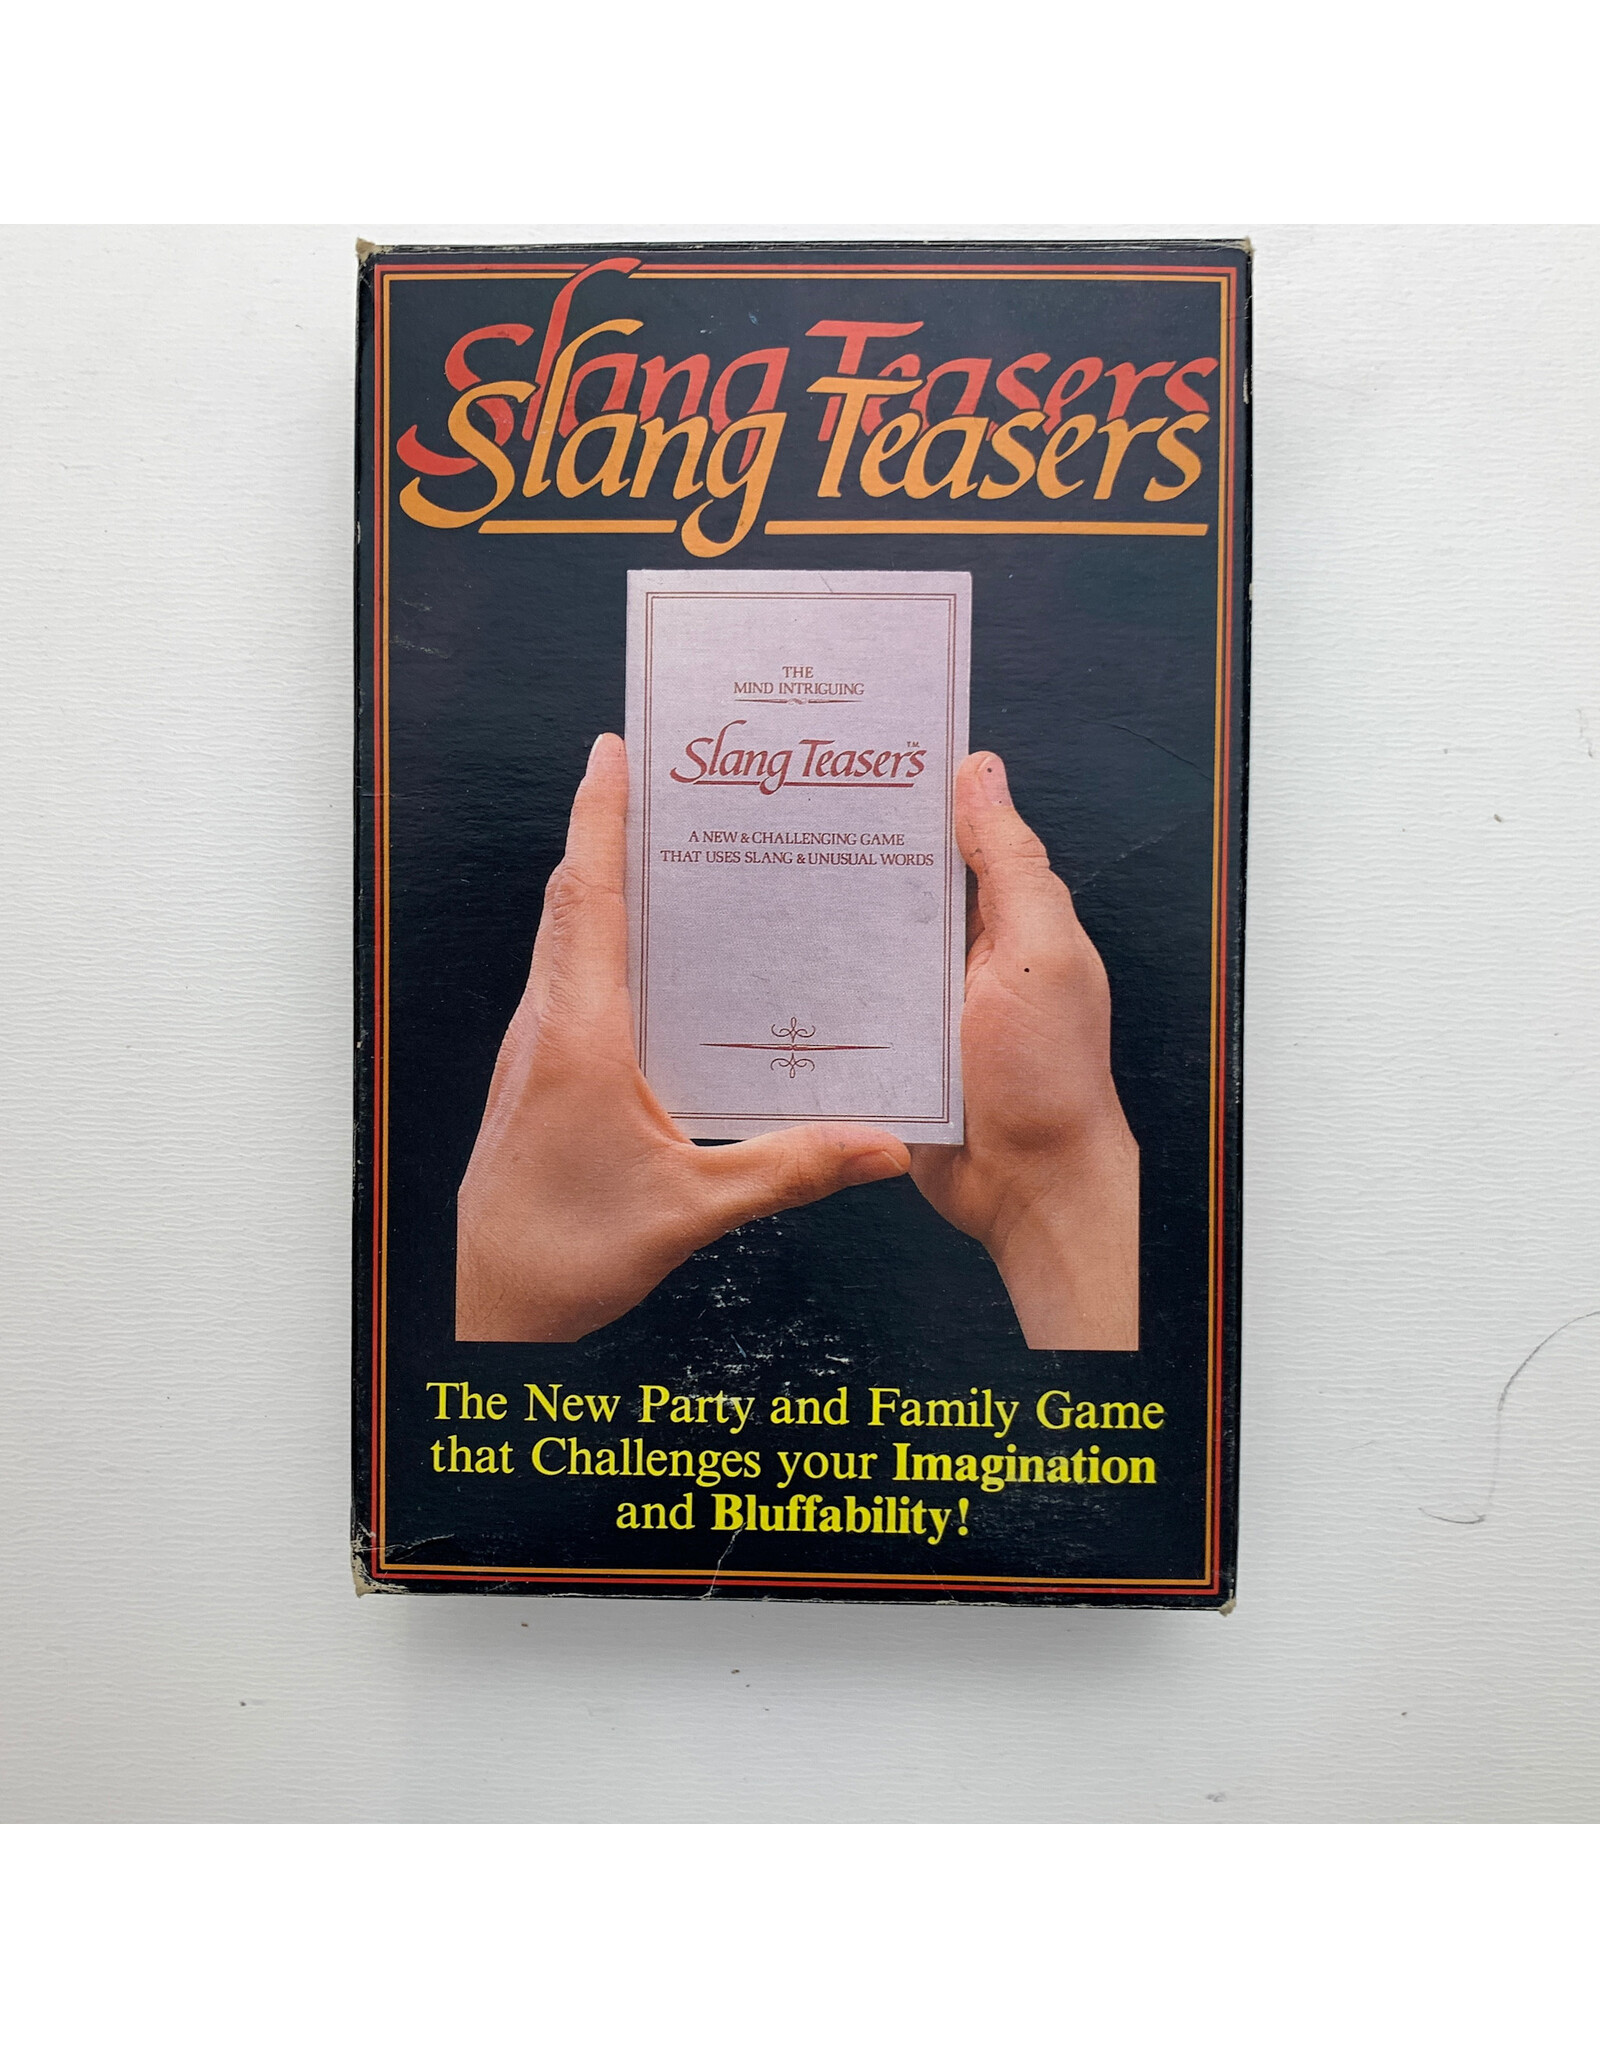 Slang Teasers
Slang Teasers
THE
MIND INTRIGUING
Slang Teasers T.M.
A NEW & CHALLENGING GAME
THAT USES SLANG & UNUSUAL WORDS
The New Party and Family Game
that Challenges your Imagination
and Bluffability!